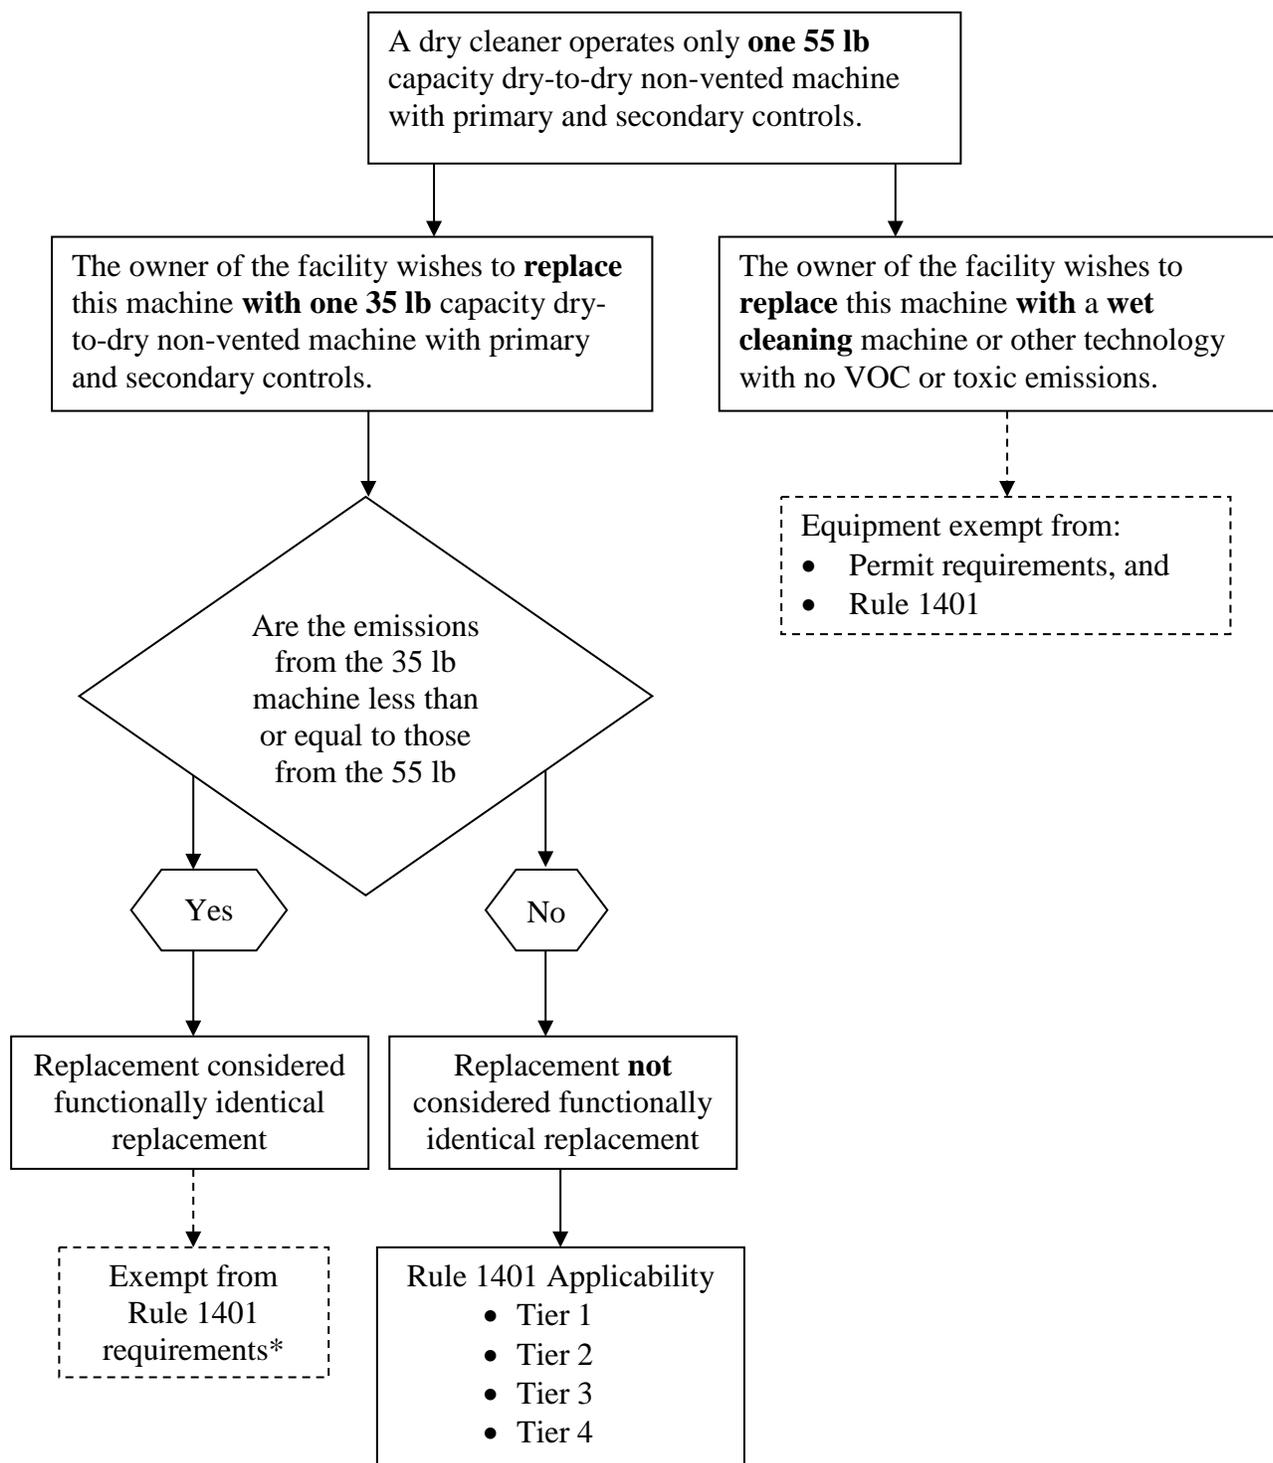 A dry cleaner operates only one 55 lb
capacity dry-to-dry non-vented machine
with primary and secondary controls.
The owner of the facility wishes to replace
this machine with one 35 lb capacity dry-
to-dry non-vented machine with primary
and secondary controls.
The owner of the facility wishes to
replace this machine with a wet
cleaning machine or other technology
with no VOC or toxic emissions.
Equipment exempt from:
• Permit requirements, and
• Rule 1401
Are the emissions
from the 35 lb
machine less than
or equal to those
from the 55 lb
Yes
No
Replacement considered
functionally identical
replacement
Replacement not
considered functionally
identical replacement
Exempt from
Rule 1401
requirements*
Rule 1401 Applicability
• Tier 1
• Tier 2
• Tier 3
• Tier 4